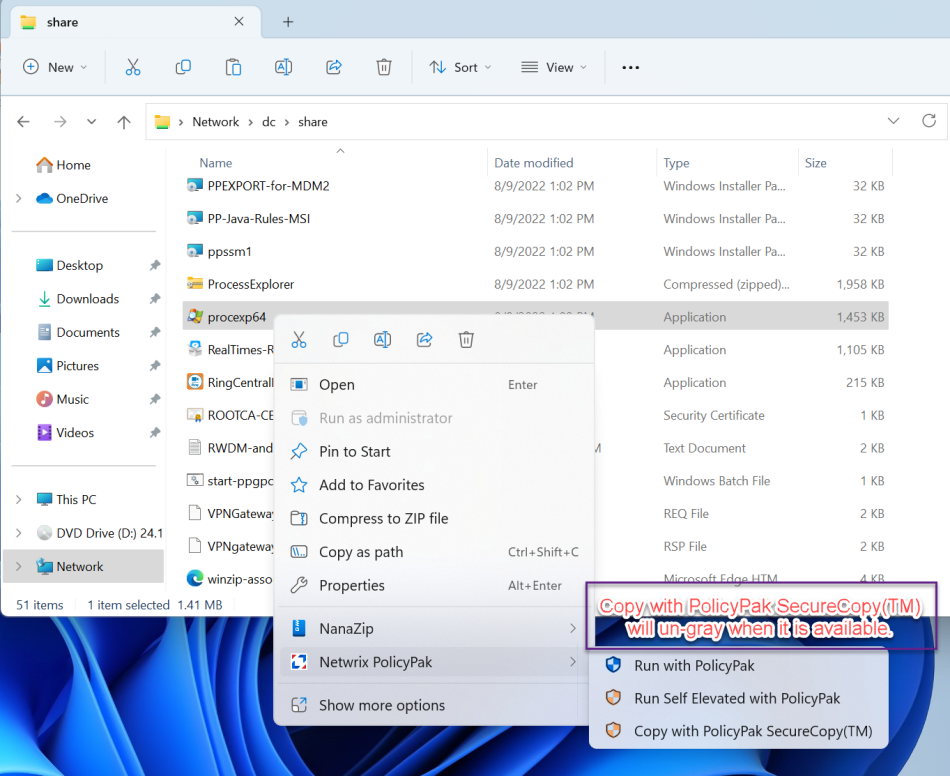 share
New
Sort
View
Network > dc > share
Name Date modified Type Size
Home
OneDrive
Desktop
Downloads
Documents
Pictures
Music
Videos
This PC
DVD Drive (D:) 24.1
Network
PPEXPORT-for-MDM2 8/9/2022 1:02 PM Windows Installer Pa... 32 KB
PP-Java-Rules-MSI 8/9/2022 1:02 PM Windows Installer Pa... 32 KB
ppssm1 8/9/2022 1:02 PM Windows Installer Pa... 32 KB
ProcessExplorer 8/9/2022 1:02 PM Compressed (zipped)... 1,958 KB
procexp64 Application 1,453 KB
RealTimes-R Application 1,105 KB
RingCentral Application 215 KB
ROOTCA-CE Security Certificate 1 KB
RWDM-and M Text Document 2 KB
start-ppgpc Windows Batch File 1 KB
VPNGateway REQ File 2 KB
VPNgateway RSP File 2 KB
winzip-asso Microsoft Edge HTM 4 KB
51 items 1 item selected 1.41 MB
Open Enter
Run as administrator
Pin to Start
Add to Favorites
Compress to ZIP file
Copy as path Ctrl+Shift+C
Properties Alt+Enter
NanaZip
Netwrix PolicyPak
Show more options
Copy with PolicyPak SecureCopy(TM)
will un-gray when it is available.
Run with PolicyPak
Run Self Elevated with PolicyPak
Copy with PolicyPak SecureCopy(TM)